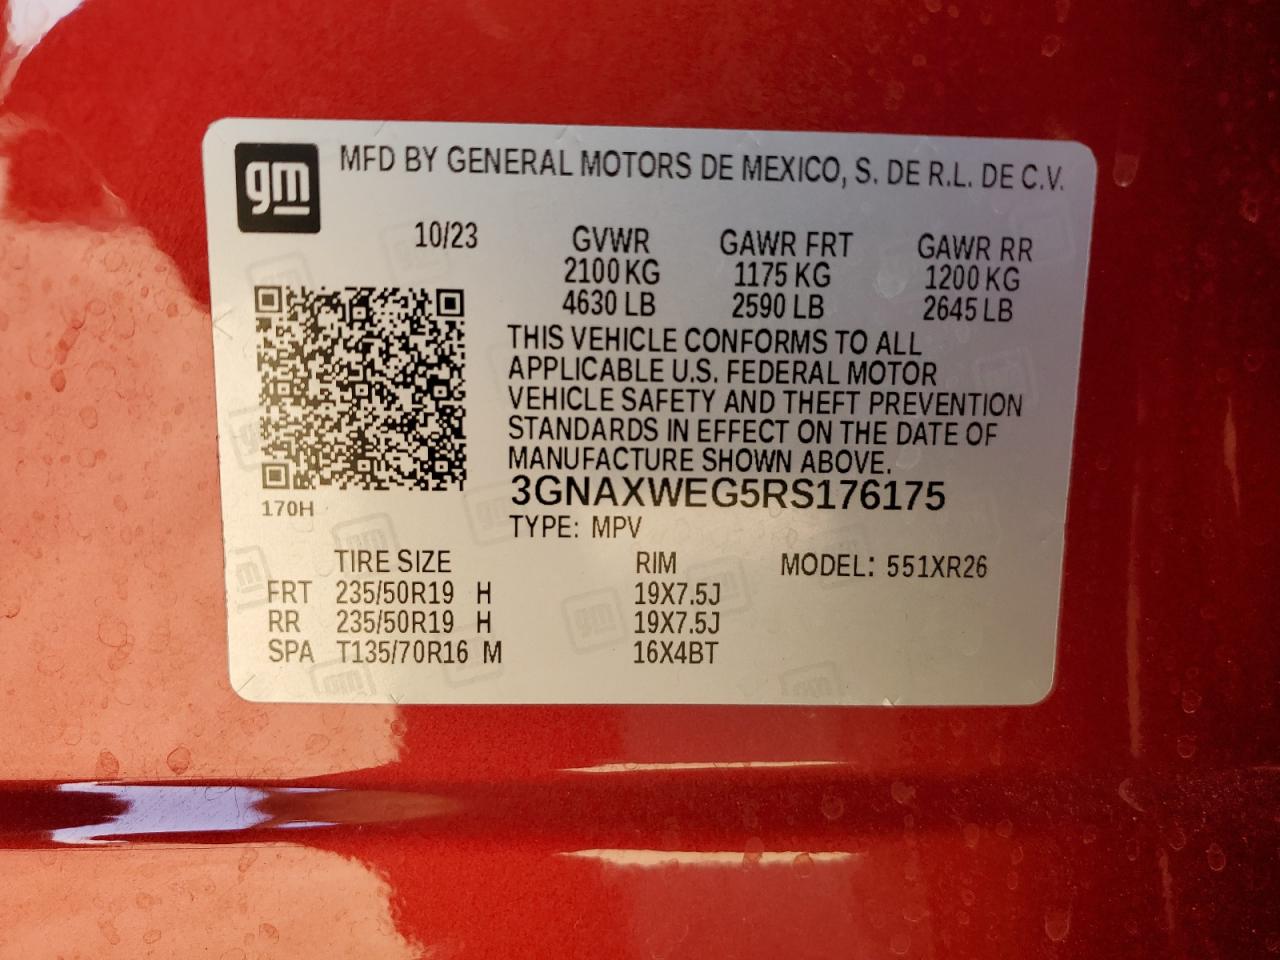 gm
MFD BY GENERAL MOTORS DE MEXICO, S. DE R.L. DE C.V.
10/23 GVWR GAWR FRT GAWR RR
2100 KG 1175 KG 1200 KG
4630 LB 2590 LB 2645 LB
THIS VEHICLE CONFORMS TO ALL
APPLICABLE U.S. FEDERAL MOTOR
VEHICLE SAFETY AND THEFT PREVENTION
STANDARDS IN EFFECT ON THE DATE OF
MANUFACTURE SHOWN ABOVE.
3GNAXWEG5RS176175
170H
TYPE: MPV
TIRE SIZE RIM MODEL: 551XR26
FRT 235/50R19 H 19X7.5J
RR 235/50R19 H 19X7.5J
SPA T135/70R16 M 16X4BT